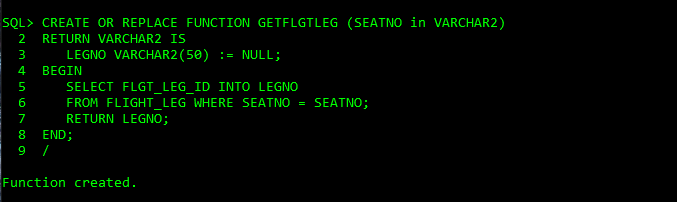 SQL> CREATE OR REPLACE FUNCTION GETFLGTLEG (SEATNO in VARCHAR2)
  2  RETURN VARCHAR2 IS
  3     LEGNO VARCHAR2(50) := NULL;
  4  BEGIN
  5     SELECT FLGT_LEG_ID INTO LEGNO
  6     FROM FLIGHT_LEG WHERE SEATNO = SEATNO;
  7     RETURN LEGNO;
  8  END;
  9  /
Function created.